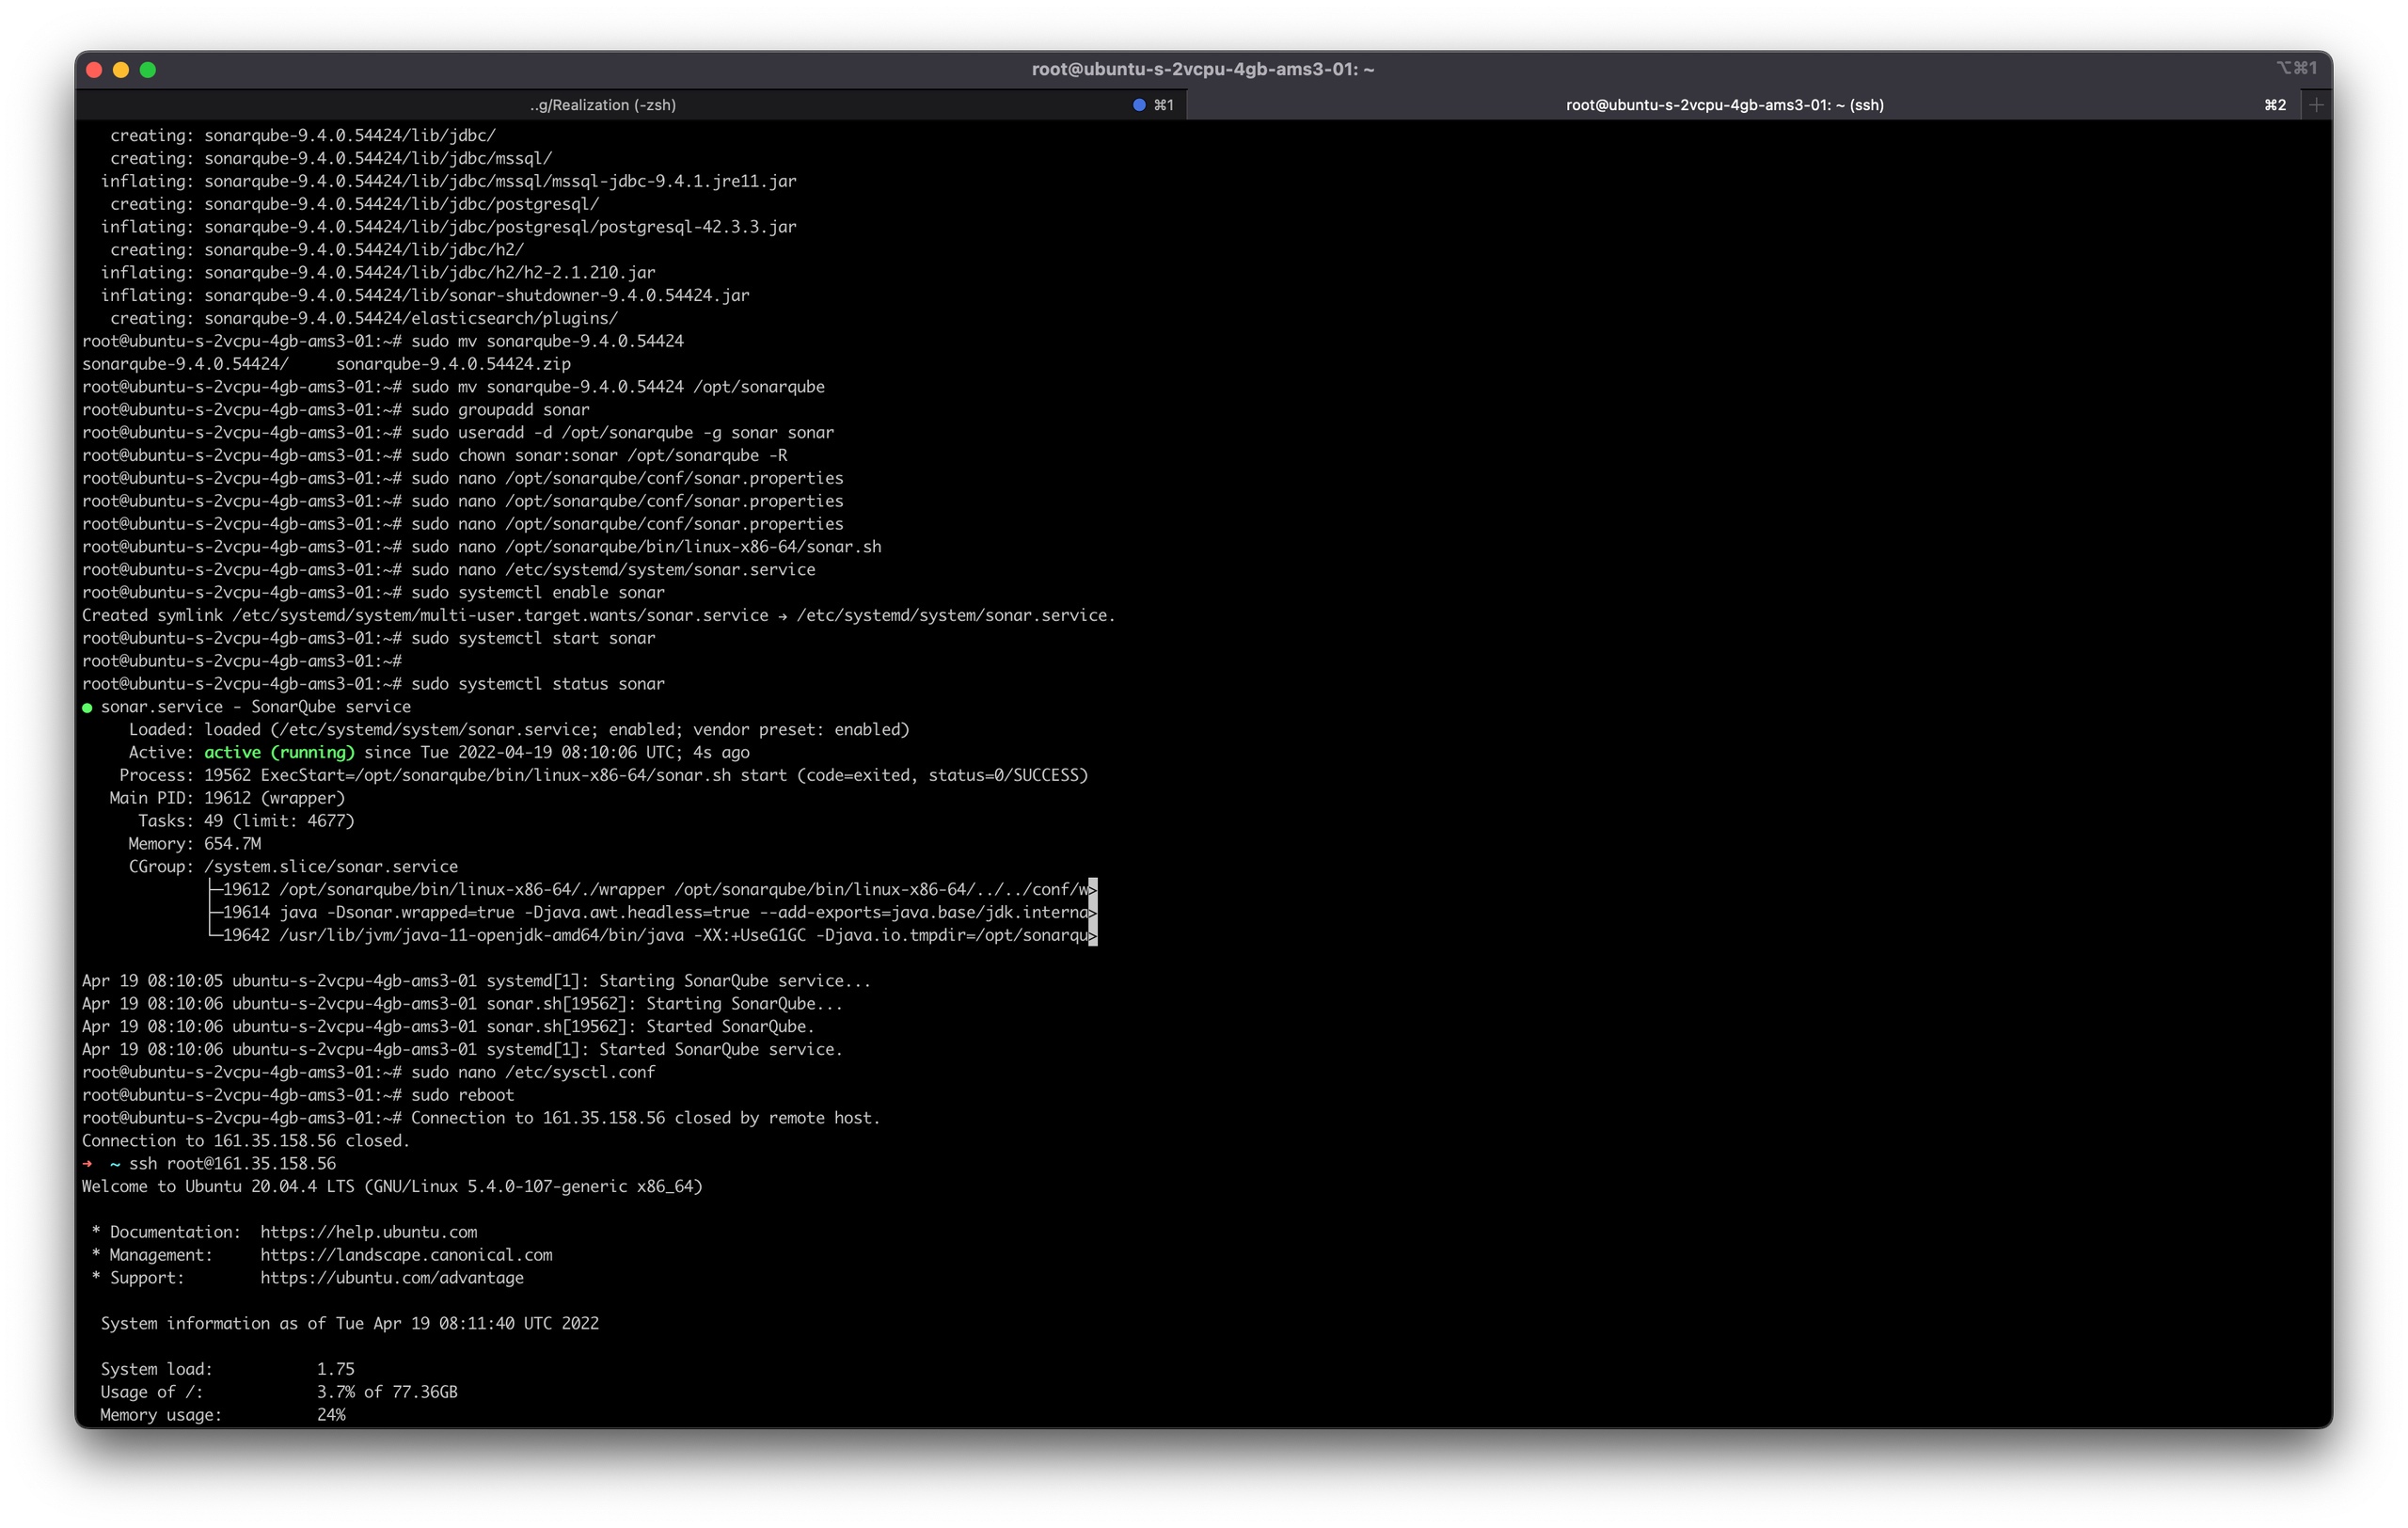 root@ubuntu-s-2vcpu-4gb-ams3-01: ~
⌥⌘1
..g/Realization (-zsh)
⌘1
root@ubuntu-s-2vcpu-4gb-ams3-01: ~ (ssh)
⌘2
+
creating: sonarqube-9.4.0.54424/lib/jdbc/
creating: sonarqube-9.4.0.54424/lib/jdbc/mssql/
inflating: sonarqube-9.4.0.54424/lib/jdbc/mssql/mssql-jdbc-9.4.1.jre11.jar
creating: sonarqube-9.4.0.54424/lib/jdbc/postgresql/
inflating: sonarqube-9.4.0.54424/lib/jdbc/postgresql/postgresql-42.3.3.jar
creating: sonarqube-9.4.0.54424/lib/jdbc/h2/
inflating: sonarqube-9.4.0.54424/lib/jdbc/h2/h2-2.1.210.jar
inflating: sonarqube-9.4.0.54424/lib/sonar-shutdowner-9.4.0.54424.jar
creating: sonarqube-9.4.0.54424/elasticsearch/plugins/
root@ubuntu-s-2vcpu-4gb-ams3-01:~# sudo mv sonarqube-9.4.0.54424
sonarqube-9.4.0.54424/     sonarqube-9.4.0.54424.zip
root@ubuntu-s-2vcpu-4gb-ams3-01:~# sudo mv sonarqube-9.4.0.54424 /opt/sonarqube
root@ubuntu-s-2vcpu-4gb-ams3-01:~# sudo groupadd sonar
root@ubuntu-s-2vcpu-4gb-ams3-01:~# sudo useradd -d /opt/sonarqube -g sonar sonar
root@ubuntu-s-2vcpu-4gb-ams3-01:~# sudo chown sonar:sonar /opt/sonarqube -R
root@ubuntu-s-2vcpu-4gb-ams3-01:~# sudo nano /opt/sonarqube/conf/sonar.properties
root@ubuntu-s-2vcpu-4gb-ams3-01:~# sudo nano /opt/sonarqube/conf/sonar.properties
root@ubuntu-s-2vcpu-4gb-ams3-01:~# sudo nano /opt/sonarqube/conf/sonar.properties
root@ubuntu-s-2vcpu-4gb-ams3-01:~# sudo nano /opt/sonarqube/bin/linux-x86-64/sonar.sh
root@ubuntu-s-2vcpu-4gb-ams3-01:~# sudo nano /etc/systemd/system/sonar.service
root@ubuntu-s-2vcpu-4gb-ams3-01:~# sudo systemctl enable sonar
Created symlink /etc/systemd/system/multi-user.target.wants/sonar.service → /etc/systemd/system/sonar.service.
root@ubuntu-s-2vcpu-4gb-ams3-01:~# sudo systemctl start sonar
root@ubuntu-s-2vcpu-4gb-ams3-01:~#
root@ubuntu-s-2vcpu-4gb-ams3-01:~# sudo systemctl status sonar
● sonar.service - SonarQube service
Loaded: loaded (/etc/systemd/system/sonar.service; enabled; vendor preset: enabled)
Active: active (running) since Tue 2022-04-19 08:10:06 UTC; 4s ago
Process: 19562 ExecStart=/opt/sonarqube/bin/linux-x86-64/sonar.sh start (code=exited, status=0/SUCCESS)
Main PID: 19612 (wrapper)
Tasks: 49 (limit: 4677)
Memory: 654.7M
CGroup: /system.slice/sonar.service
├─19612 /opt/sonarqube/bin/linux-x86-64/./wrapper /opt/sonarqube/bin/linux-x86-64/../../conf/w>
├─19614 java -Dsonar.wrapped=true -Djava.awt.headless=true --add-exports=java.base/jdk.interna>
└─19642 /usr/lib/jvm/java-11-openjdk-amd64/bin/java -XX:+UseG1GC -Djava.io.tmpdir=/opt/sonarqu>
Apr 19 08:10:05 ubuntu-s-2vcpu-4gb-ams3-01 systemd[1]: Starting SonarQube service...
Apr 19 08:10:06 ubuntu-s-2vcpu-4gb-ams3-01 sonar.sh[19562]: Starting SonarQube...
Apr 19 08:10:06 ubuntu-s-2vcpu-4gb-ams3-01 sonar.sh[19562]: Started SonarQube.
Apr 19 08:10:06 ubuntu-s-2vcpu-4gb-ams3-01 systemd[1]: Started SonarQube service.
root@ubuntu-s-2vcpu-4gb-ams3-01:~# sudo nano /etc/sysctl.conf
root@ubuntu-s-2vcpu-4gb-ams3-01:~# sudo reboot
root@ubuntu-s-2vcpu-4gb-ams3-01:~# Connection to 161.35.158.56 closed by remote host.
Connection to 161.35.158.56 closed.
➜  ~ ssh root@161.35.158.56
Welcome to Ubuntu 20.04.4 LTS (GNU/Linux 5.4.0-107-generic x86_64)
* Documentation:  https://help.ubuntu.com
* Management:     https://landscape.canonical.com
* Support:        https://ubuntu.com/advantage
System information as of Tue Apr 19 08:11:40 UTC 2022
System load:           1.75
Usage of /:            3.7% of 77.36GB
Memory usage:          24%